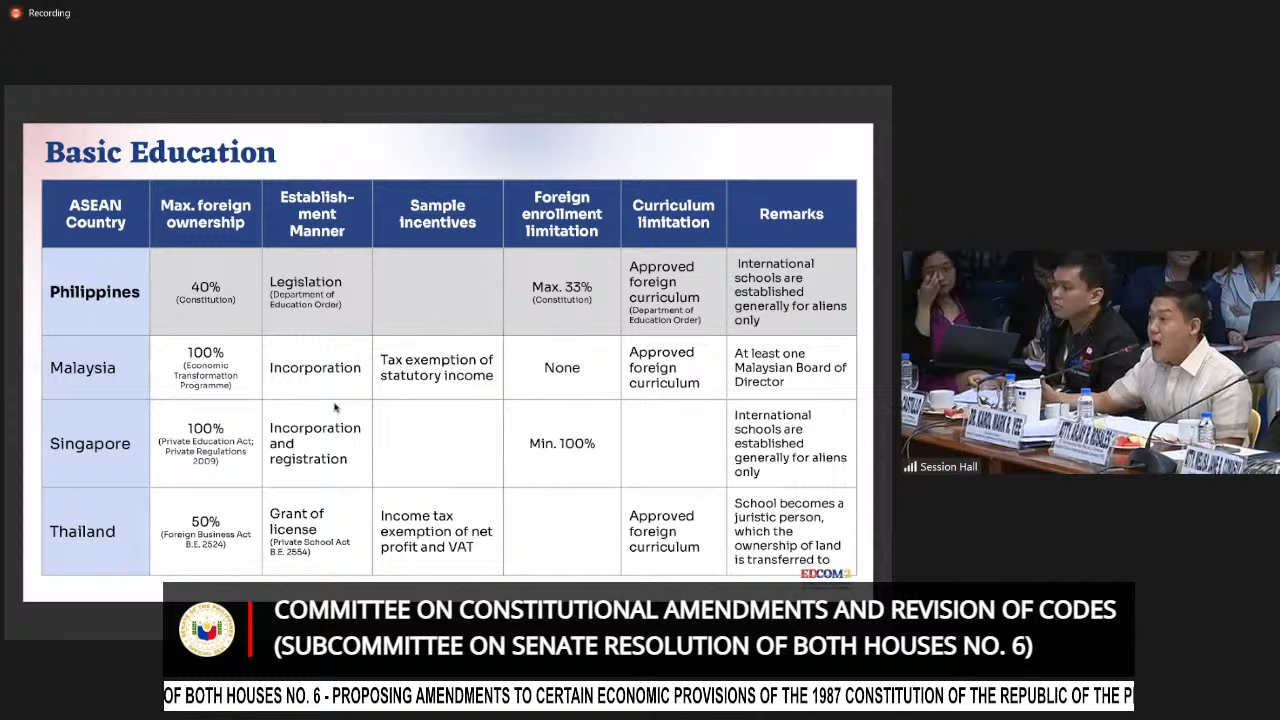 Recording
Basic Education
ASEAN Country
Max. foreign ownership
Establish-ment Manner
Sample incentives
Foreign enrollment limitation
Curriculum limitation
Remarks
Philippines
40%
(Constitution)
Legislation
(Department of Education Order)
Max. 33%
(Constitution)
Approved foreign curriculum
(Department of Education Order)
International schools are established generally for aliens only
Malaysia
100%
(Economic Transformation Programme)
Incorporation
Tax exemption of statutory income
None
Approved foreign curriculum
At least one Malaysian Board of Director
Singapore
100%
(Private Education Act; Private Regulations 2009)
Incorporation and registration
Min. 100%
International schools are established generally for aliens only
Thailand
50%
(Foreign Business Act B.E. 2524)
Grant of license
(Private School Act B.E. 2554)
Income tax exemption of net profit and VAT
Approved foreign curriculum
School becomes a juristic person, which the ownership of land is transferred to
EDCOM2
DR. KAROL MARK R. YEE
Session Hall
COMMITTEE ON CONSTITUTIONAL AMENDMENTS AND REVISION OF CODES
(SUBCOMMITTEE ON SENATE RESOLUTION OF BOTH HOUSES NO. 6)
OF BOTH HOUSES NO. 6 - PROPOSING AMENDMENTS TO CERTAIN ECONOMIC PROVISIONS OF THE 1987 CONSTITUTION OF THE REPUBLIC OF THE